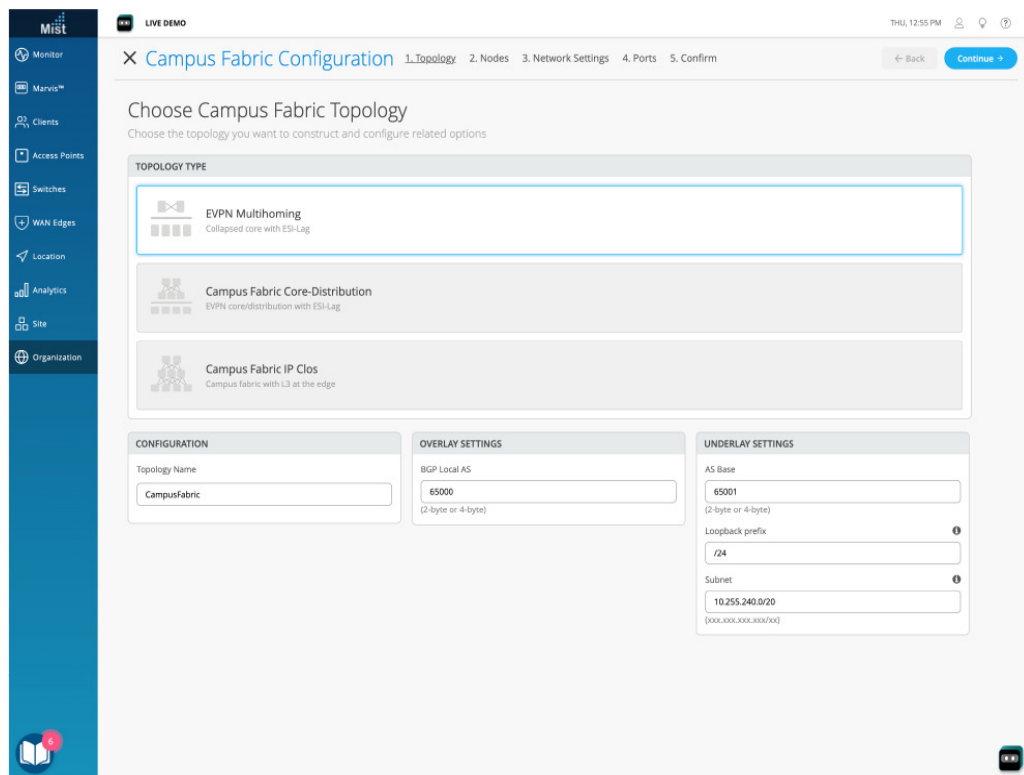 Mist
LIVE DEMO
THU, 12:55 PM
Monitor
Marvis™
Clients
Access Points
Switches
WAN Edges
Location
Analytics
Site
Organization
6
Campus Fabric Configuration
1. Topology
2. Nodes
3. Network Settings
4. Ports
5. Confirm
← Back
Continue →
Choose Campus Fabric Topology
Choose the topology you want to construct and configure related options
TOPOLOGY TYPE
EVPN Multihoming
Collapsed core with ESI-Lag
Campus Fabric Core-Distribution
EVPN core/distribution with ESI-Lag
Campus Fabric IP Clos
Campus fabric with L3 at the edge
CONFIGURATION
Topology Name
CampusFabric
OVERLAY SETTINGS
BGP Local AS
65000
(2-byte or 4-byte)
UNDERLAY SETTINGS
AS Base
65001
(2-byte or 4-byte)
Loopback prefix
/24
Subnet
10.255.240.0/20
(xxx.xxx.xxx.xxx/xx)